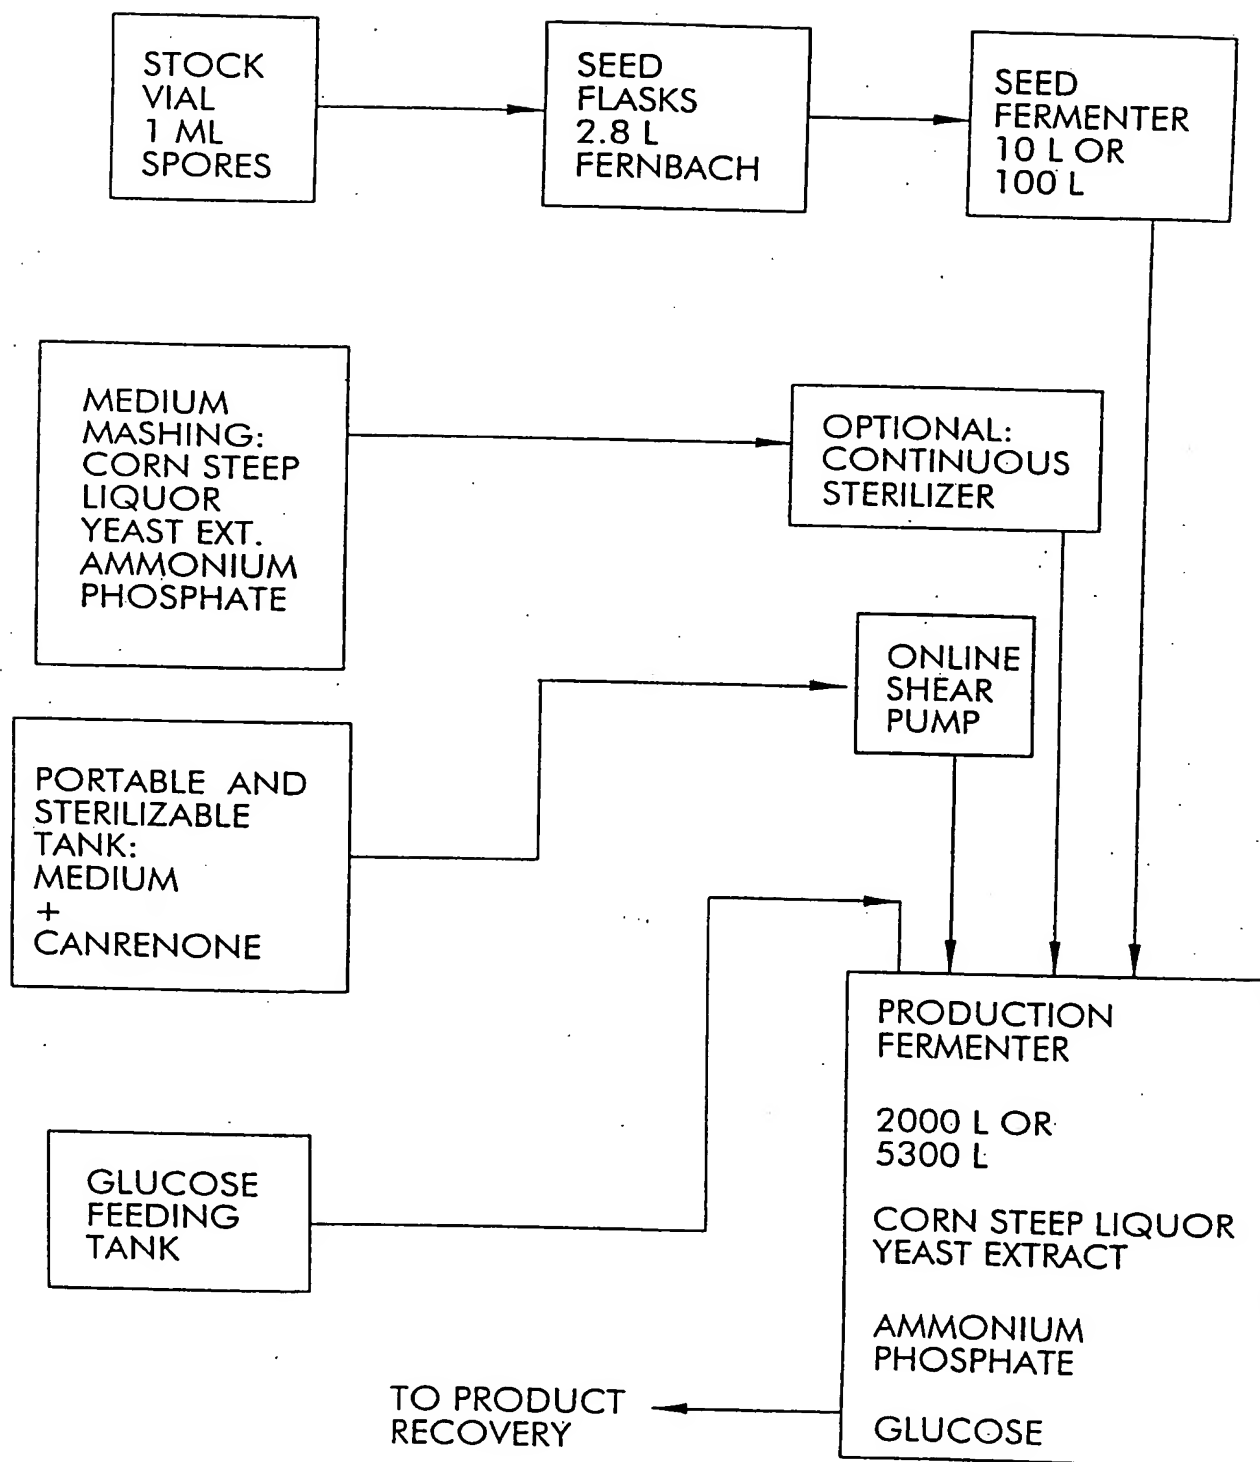 STOCK
VIAL
1 ML
SPORES
SEED
FLASKS
2.8 L
FERNBACH
SEED
FERMENTER
10 L OR
100 L
MEDIUM
MASHING:
CORN STEEP
LIQUOR
YEAST EXT.
AMMONIUM
PHOSPHATE
OPTIONAL:
CONTINUOUS
STERILIZER
ONLINE
SHEAR
PUMP
PORTABLE AND
STERILIZABLE
TANK:
MEDIUM
+
CANRENONE
GLUCOSE
FEEDING
TANK
PRODUCTION
FERMENTER
2000 L OR
5300 L
CORN STEEP LIQUOR
YEAST EXTRACT
AMMONIUM
PHOSPHATE
GLUCOSE
TO PRODUCT
RECOVERY